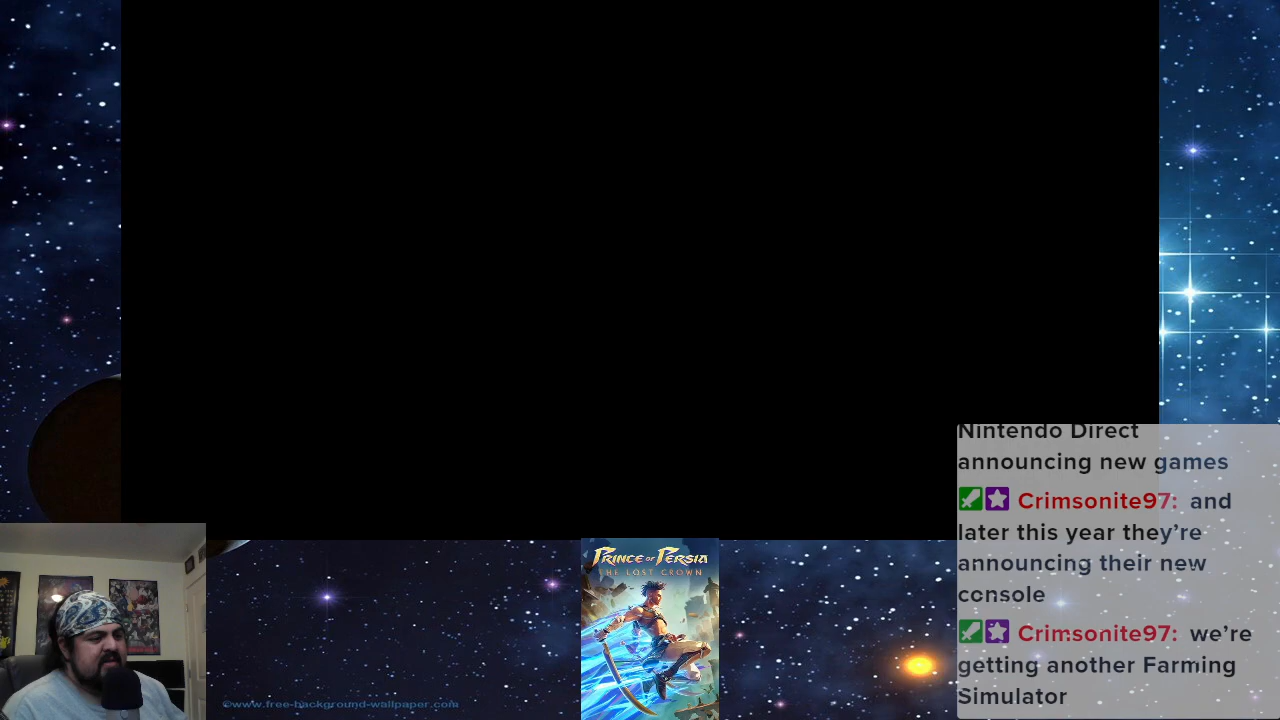 Nintendo Direct
announcing new games
Crimsonite97: and
later this year they’re
announcing their new
console
Crimsonite97: we’re
getting another Farming
Simulator
PRINCE OF PERSIA
THE LOST CROWN
©www.free-background-wallpaper.com